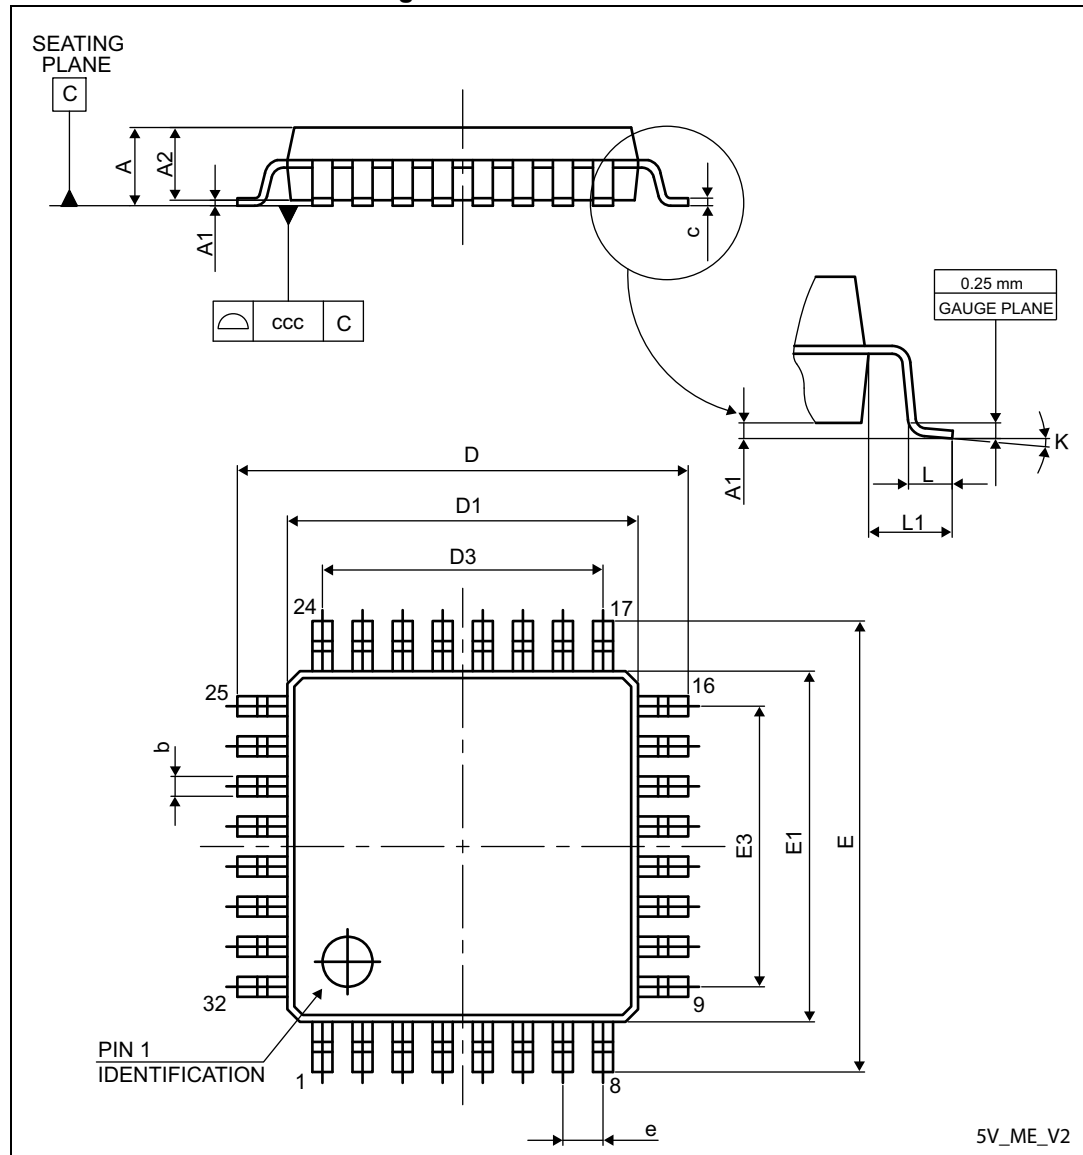 SEATING
PLANE
C
A
A2
A1
c
ccc
C
0.25 mm
GAUGE PLANE
K
A1
L
L1
D
D1
D3
24
17
25
16
b
E3
E1
E
32
9
PIN 1
IDENTIFICATION
1
8
e
5V_ME_V2